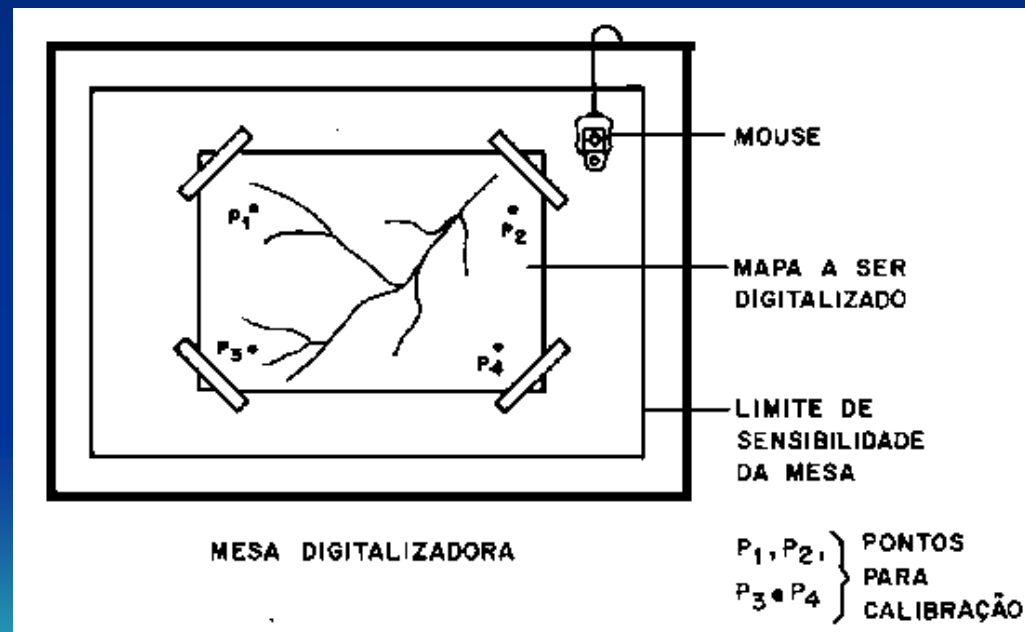 MOUSE
P₁
P₂
MAPA A SER
DIGITALIZADO
P₃
P₄
LIMITE DE
SENSIBILIDADE
DA MESA
MESA DIGITALIZADORA
P₁, P₂,
P₃ e P₄
PONTOS
PARA
CALIBRAÇÃO